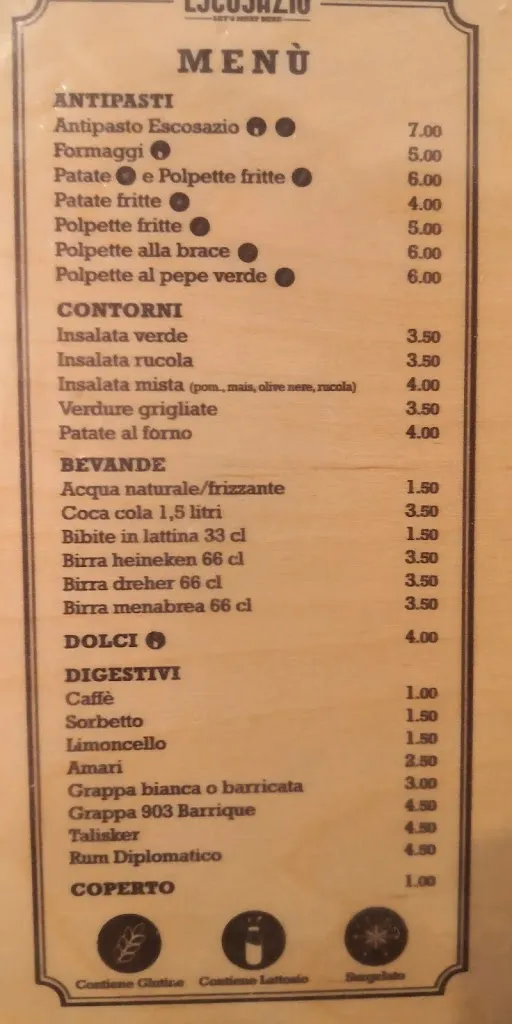 ESCOSAZIO
MENÙ
ANTIPASTI
Antipasto Escosazio 7.00
Formaggi 5.00
Patate e Polpette fritte 6.00
Patate fritte 4.00
Polpette fritte 5.00
Polpette alla brace 6.00
Polpette al pepe verde 6.00
CONTORNI
Insalata verde 3.50
Insalata rucola 3.50
Insalata mista (pom., mais, olive nere, rucola) 4.00
Verdure grigliate 3.50
Patate al forno 4.00
BEVANDE
Acqua naturale/frizzante 1.50
Coca cola 1,5 litri 3.50
Bibite in lattina 33 cl 1.50
Birra heineken 66 cl 3.50
Birra dreher 66 cl 3.50
Birra menabrea 66 cl 3.50
DOLCI 4.00
DIGESTIVI
Caffè 1.00
Sorbetto 1.50
Limoncello 1.50
Amari 2.50
Grappa bianca o barricata 3.00
Grappa 903 Barrique 4.50
Talisker 4.50
Rum Diplomatico 4.50
COPERTO 1.00
Contiene Glutine Contiene Lattosio Surgelato